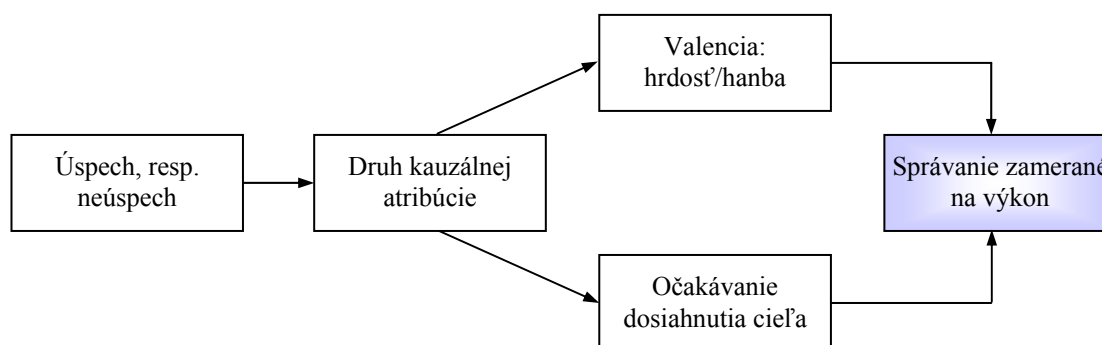 Valencia:
hrdosť/hanba
Úspech, resp.
neúspech
Druh kauzálnej
atribúcie
Správanie zamerané
na výkon
Očakávanie
dosiahnutia cieľa